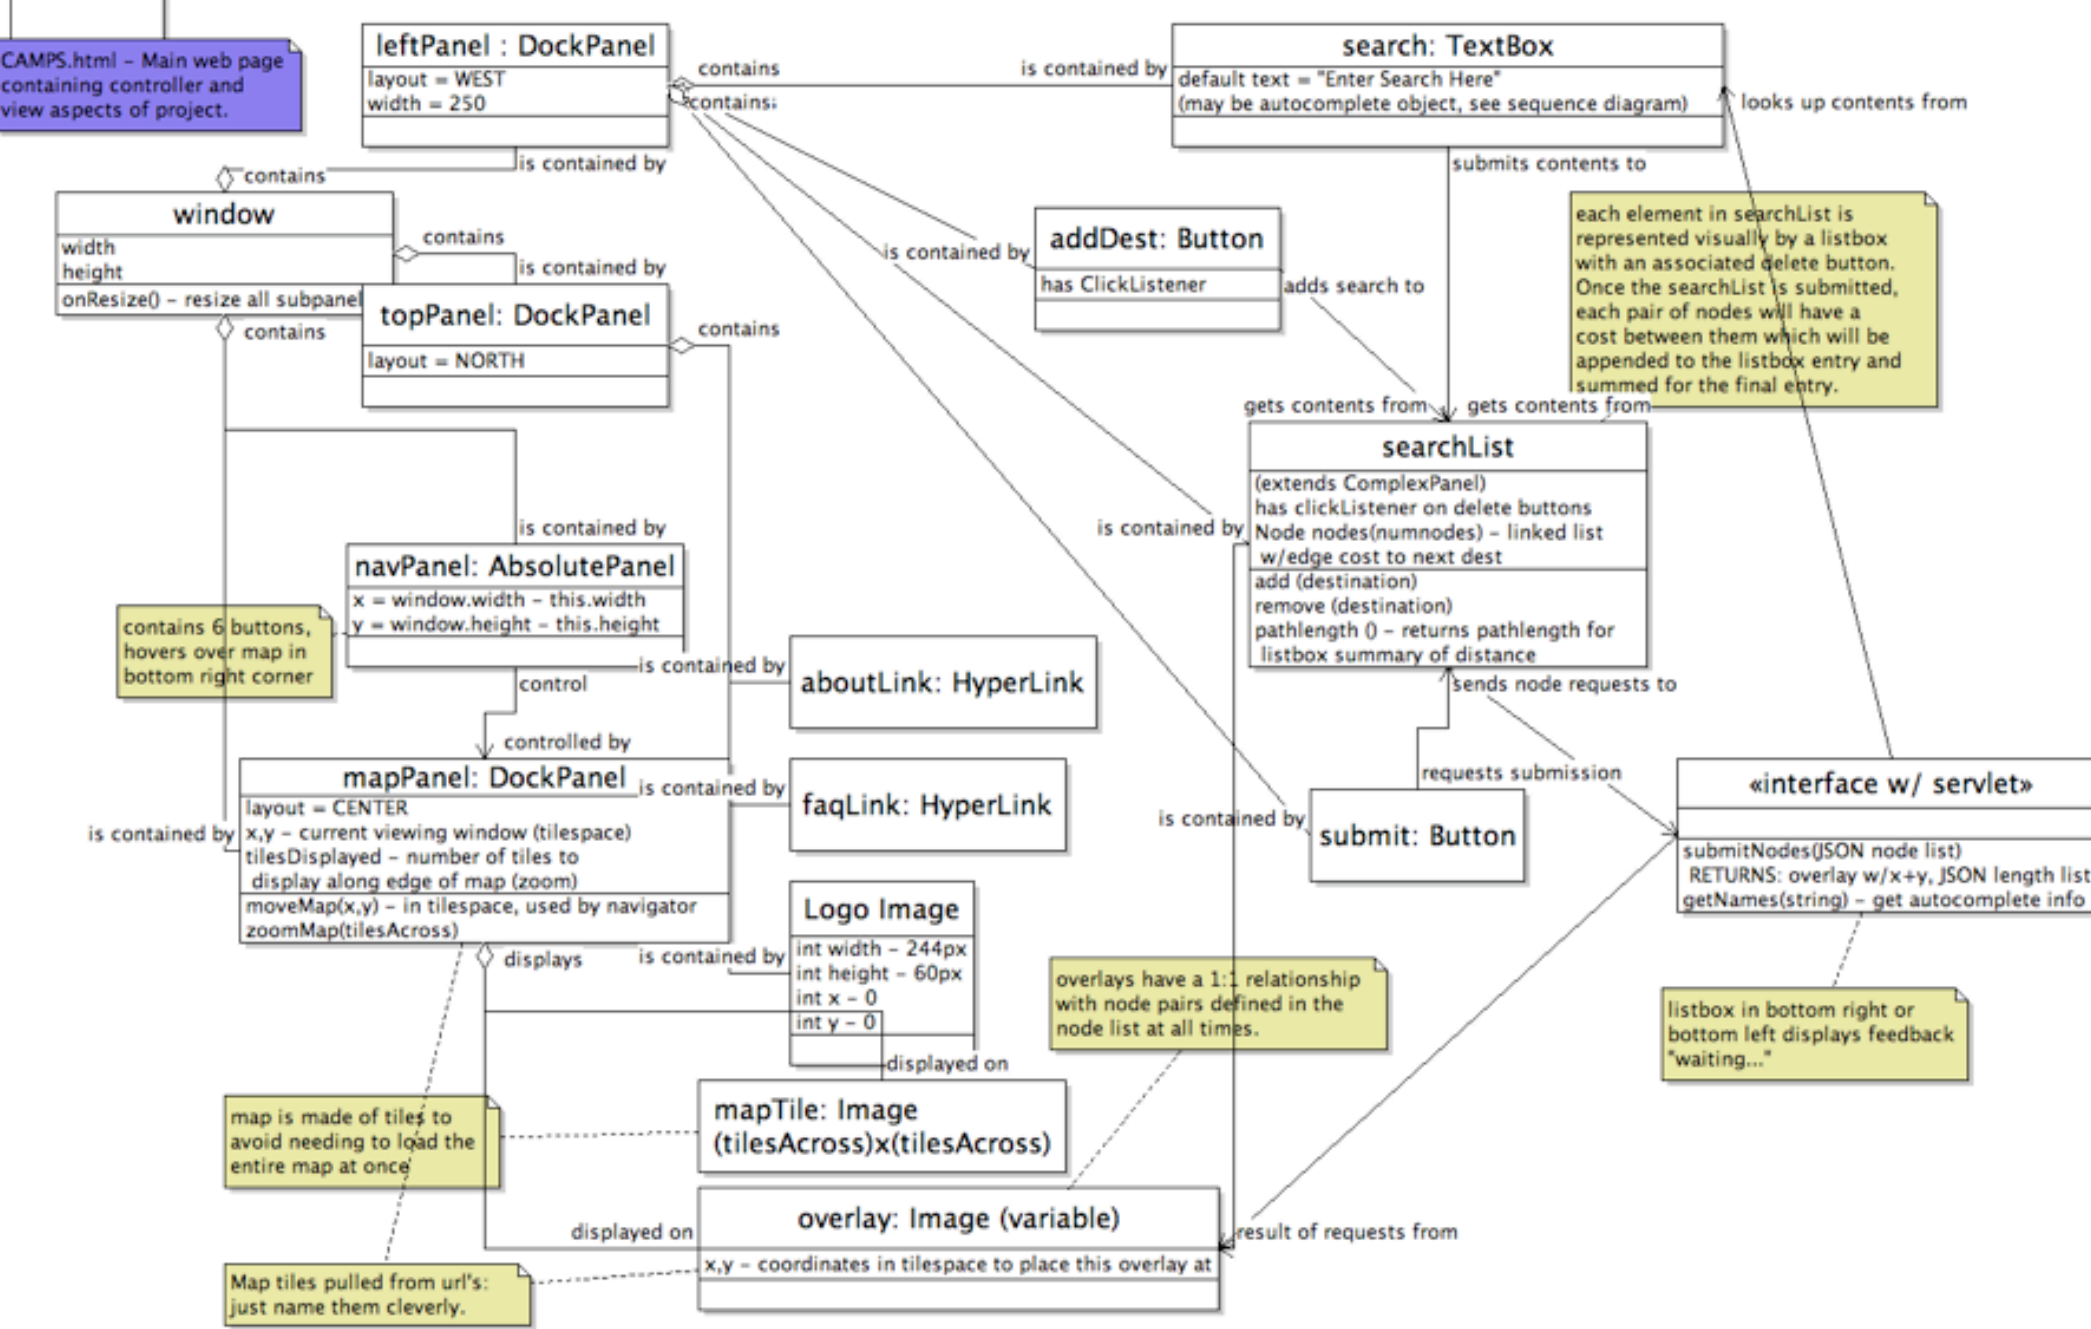 CAMPS.html - Main web page
containing controller and
view aspects of project.
leftPanel : DockPanel
layout = WEST
width = 250
contains
contains:
is contained by
is contained by
search: TextBox
default text = "Enter Search Here"
(may be autocomplete object, see sequence diagram)
looks up contents from
submits contents to
contains
window
width
height
onResize() - resize all subpanel
contains
is contained by
contains
topPanel: DockPanel
layout = NORTH
contains
is contained by
addDest: Button
has ClickListener
adds search to
each element in searchList is
represented visually by a listbox
with an associated delete button.
Once the searchList is submitted,
each pair of nodes will have a
cost between them which will be
appended to the listbox entry and
summed for the final entry.
gets contents from
gets contents from
searchList
(extends ComplexPanel)
has clickListener on delete buttons
Node nodes(numnodes) - linked list
w/edge cost to next dest
add (destination)
remove (destination)
pathlength () - returns pathlength for
listbox summary of distance
is contained by
is contained by
navPanel: AbsolutePanel
x = window.width - this.width
y = window.height - this.height
contains 6 buttons,
hovers over map in
bottom right corner
control
controlled by
is contained by
aboutLink: HyperLink
sends node requests to
mapPanel: DockPanel
layout = CENTER
x,y - current viewing window (tilespace)
tilesDisplayed - number of tiles to
display along edge of map (zoom)
moveMap(x,y) - in tilespace, used by navigator
zoomMap(tilesAcross)
is contained by
is contained by
faqLink: HyperLink
requests submission
is contained by
submit: Button
«interface w/ servlet»
submitNodes(JSON node list)
RETURNS: overlay w/x+y, JSON length list
getNames(string) - get autocomplete info
displays
is contained by
Logo Image
int width - 244px
int height - 60px
int x - 0
int y - 0
overlays have a 1:1 relationship
with node pairs defined in the
node list at all times.
listbox in bottom right or
bottom left displays feedback
"waiting..."
displayed on
map is made of tiles to
avoid needing to load the
entire map at once
mapTile: Image
(tilesAcross)x(tilesAcross)
displayed on
overlay: Image (variable)
x,y - coordinates in tilespace to place this overlay at
result of requests from
Map tiles pulled from url's:
just name them cleverly.